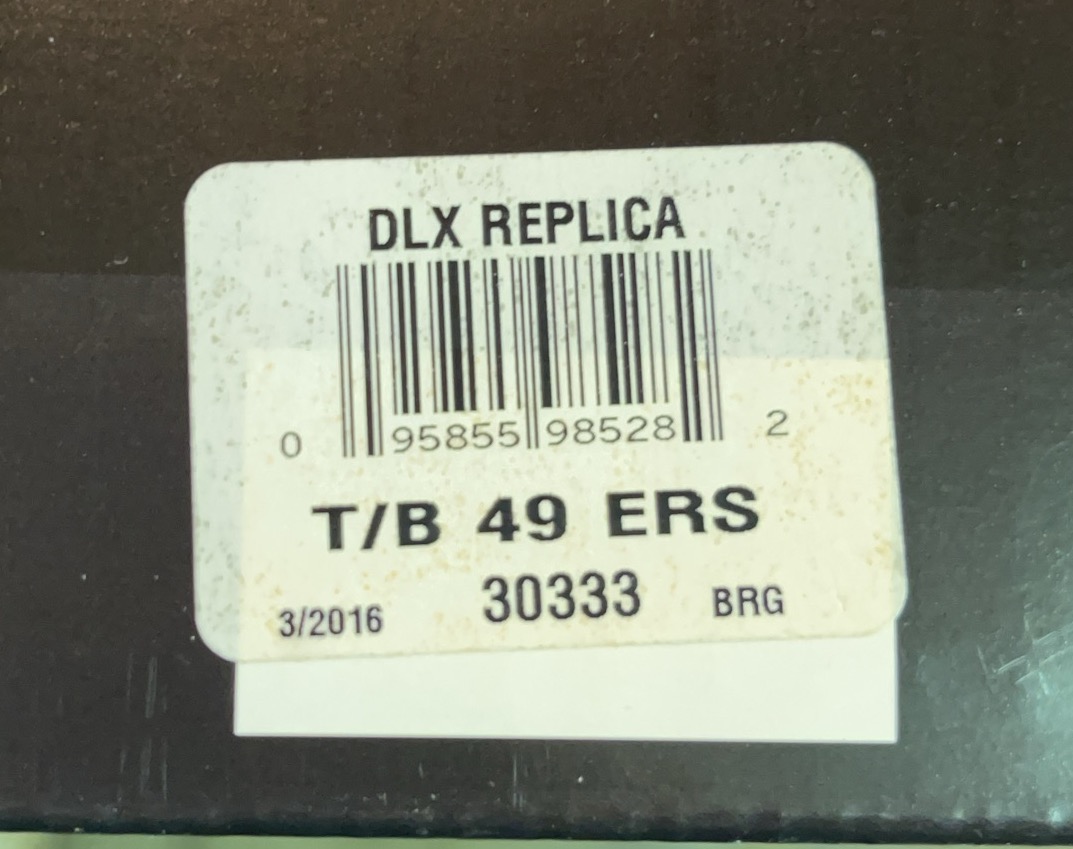 DLX REPLICA
0 95855 98528 2
T/B 49 ERS
3/2016 30333 BRG